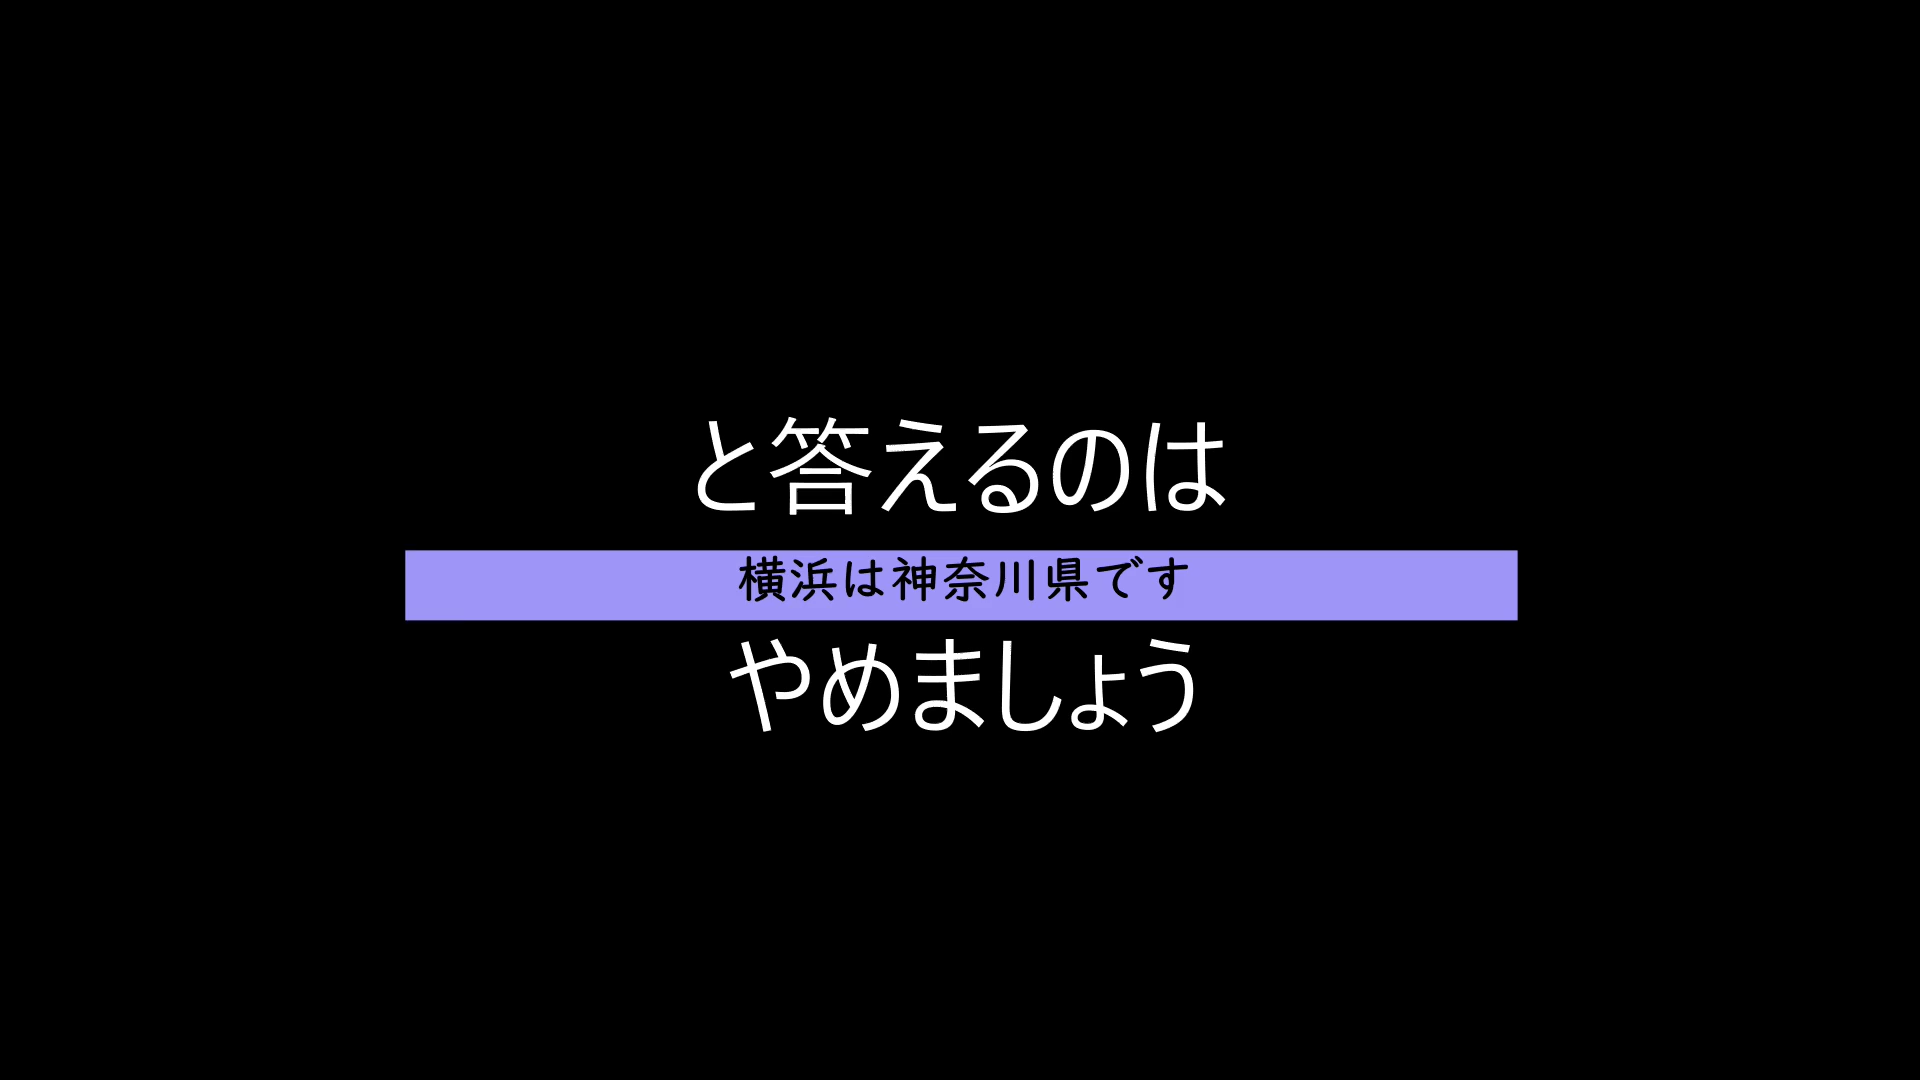 と答えるのは
横浜は神奈川県です
やめましょう